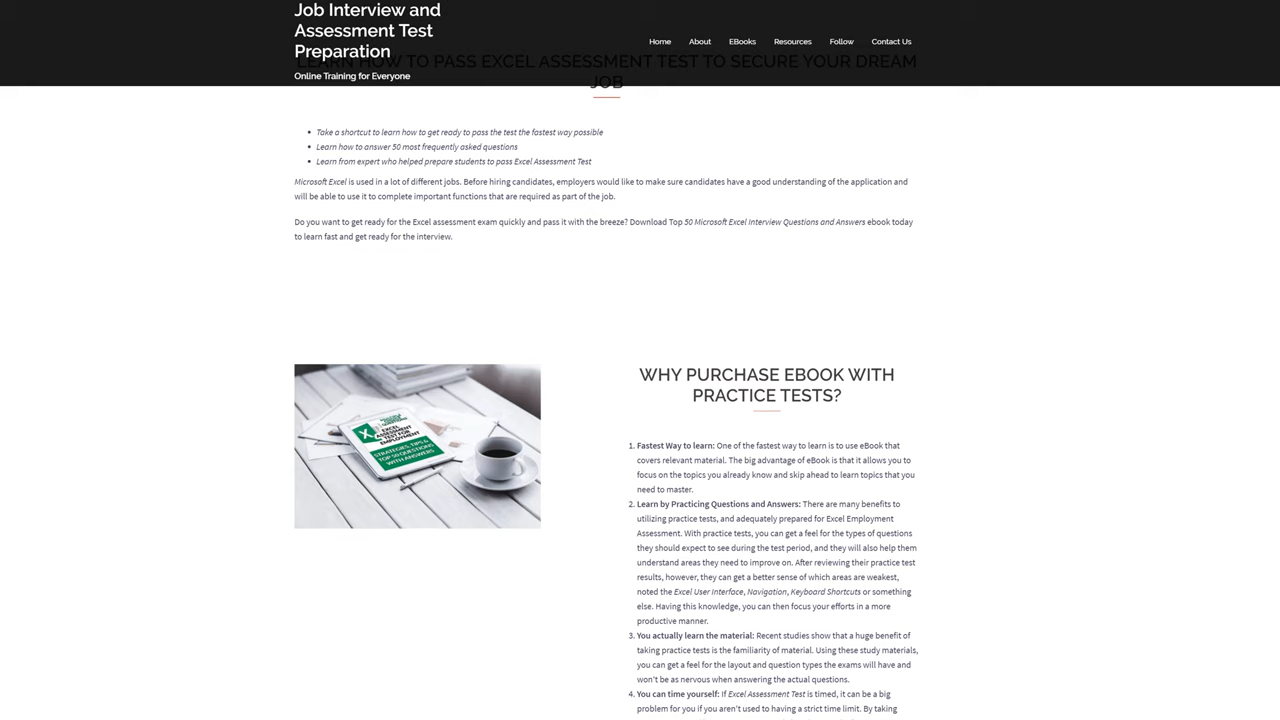 Job Interview and
Assessment Test
Preparation
Online Training for Everyone
Home
About
EBooks
Resources
Follow
Contact Us
LEARN HOW TO PASS EXCEL ASSESSMENT TEST TO SECURE YOUR DREAM
JOB
Take a shortcut to learn how to get ready to pass the test the fastest way possible
Learn how to answer 50 most frequently asked questions
Learn from expert who helped prepare students to pass Excel Assessment Test
Microsoft Excel is used in a lot of different jobs. Before hiring candidates, employers would like to make sure candidates have a good understanding of the application and
will be able to use it to complete important functions that are required as part of the job.
Do you want to get ready for the Excel assessment exam quickly and pass it with the breeze? Download Top 50 Microsoft Excel Interview Questions and Answers ebook today
to learn fast and get ready for the interview.
EXCEL
ASSESSMENT
TEST FOR
EMPLOYMENT
STRATEGIES, TIPS &
TOP 50 QUESTIONS
WITH ANSWERS
WHY PURCHASE EBOOK WITH
PRACTICE TESTS?
1. Fastest Way to learn: One of the fastest way to learn is to use eBook that
covers relevant material. The big advantage of eBook is that it allows you to
focus on the topics you already know and skip ahead to learn topics that you
need to master.
2. Learn by Practicing Questions and Answers: There are many benefits to
utilizing practice tests, and adequately prepared for Excel Employment
Assessment. With practice tests, you can get a feel for the types of questions
they should expect to see during the test period, and they will also help them
understand areas they need to improve on. After reviewing their practice test
results, however, they can get a better sense of which areas are weakest,
noted the Excel User Interface, Navigation, Keyboard Shortcuts or something
else. Having this knowledge, you can then focus your efforts in a more
productive manner.
3. You actually learn the material: Recent studies show that a huge benefit of
taking practice tests is the familiarity of material. Using these study materials,
you can get a feel for the layout and question types the exams will have and
won't be as nervous when answering the actual questions.
4. You can time yourself: If Excel Assessment Test is timed, it can be a big
problem for you if you aren't used to having a strict time limit. By taking